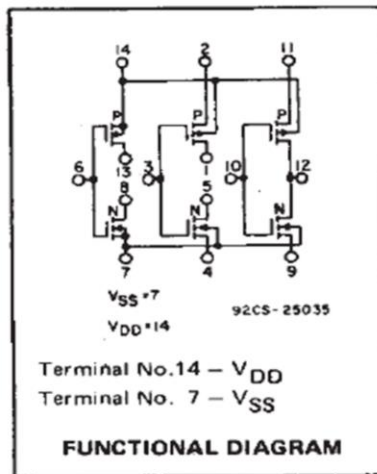 14 2 11
P P P
13 1
6 3 10 12
8 5
N N N
7 4 9
VSS=7
92CS-25035
VDD=14
Terminal No.14 – VDD
Terminal No. 7 – VSS
FUNCTIONAL DIAGRAM